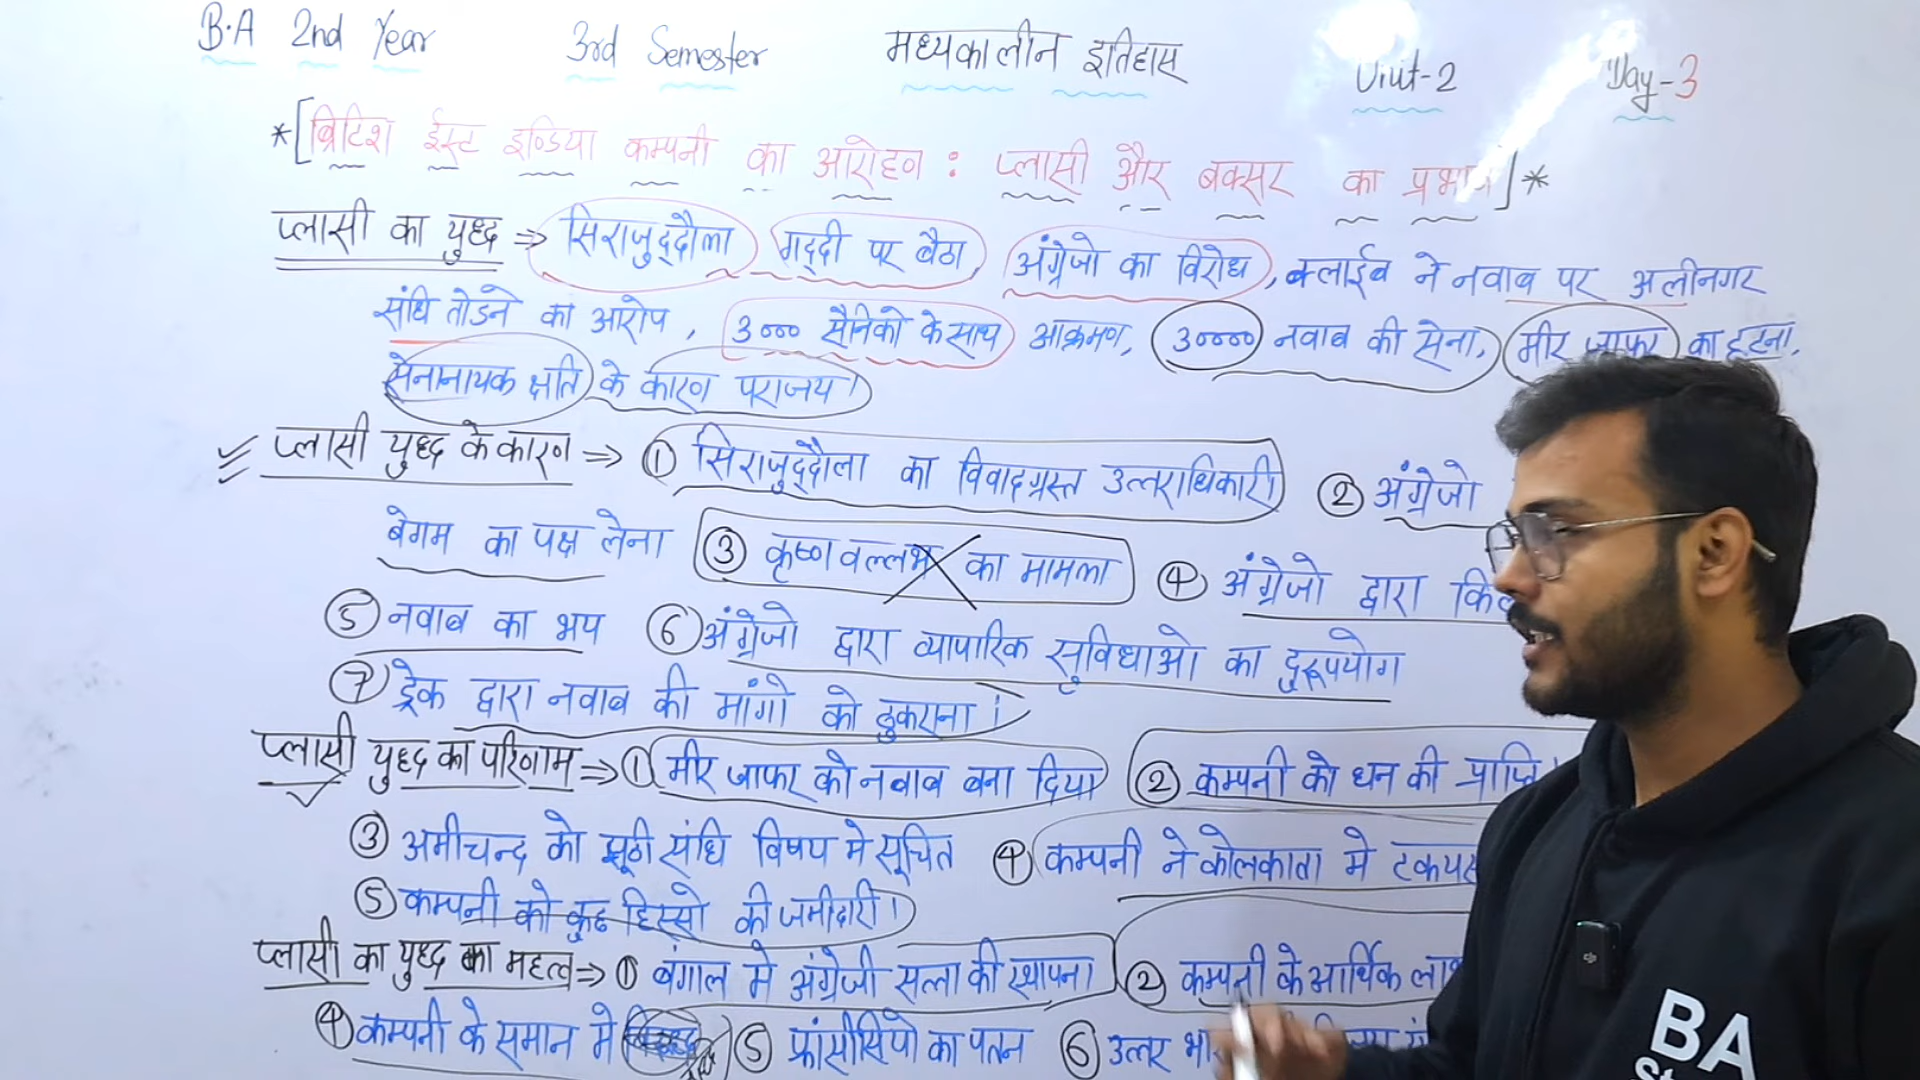 B.A 2nd Year 3rd Semester मध्यकालीन इतिहास Unit-2 Day-3
*[ब्रिटिश ईस्ट इण्डिया कम्पनी का आरोहण : प्लासी और बक्सर का प्रभाव]*
प्लासी का युद्ध ⇒ सिराजुद्दौला गद्दी पर बैठा, अंग्रेजो का विरोध, क्लाईव ने नवाब पर अलीनगर
संधि तोडने का आरोप, 3000 सैनिको के साथ आक्रमण, 30000 नवाब की सेना, मीर जाफर का हटना,
सेनानायक क्षति के कारण पराजय।
प्लासी युद्ध के कारण ⇒ ① सिराजुद्दौला का विवादग्रस्त उत्तराधिकारी ② अंग्रेजो
बेगम का पक्ष लेना ③ कृष्ण वल्लभ का मामला ④ अंग्रेजो द्वारा
⑤ नवाब का भय ⑥ अंग्रेजो द्वारा व्यापारिक सुविधाओ का दुरूपयोग
⑦ ड्रेक द्वारा नवाब की मांगो को ठुकराना।
प्लासी युद्ध का परिणाम ⇒ ① मीर जाफर को नवाब बना दिया ② कम्पनी को धन की प्राप्ति
③ अमीचन्द को झूठी संधि विषय मे सूचित ④ कम्पनी ने कोलकाता मे
⑤ कम्पनी को कुछ हिस्सो की जमीदारी।
प्लासी का युद्ध का महत्व ⇒ ① बंगाल मे अंग्रेजी सत्ता की स्थापना ② कम्पनी के आर्थिक
④ कम्पनी के समान मे ⑤ फ्रांसीसियो का पतन ⑥ उत्तर
BA